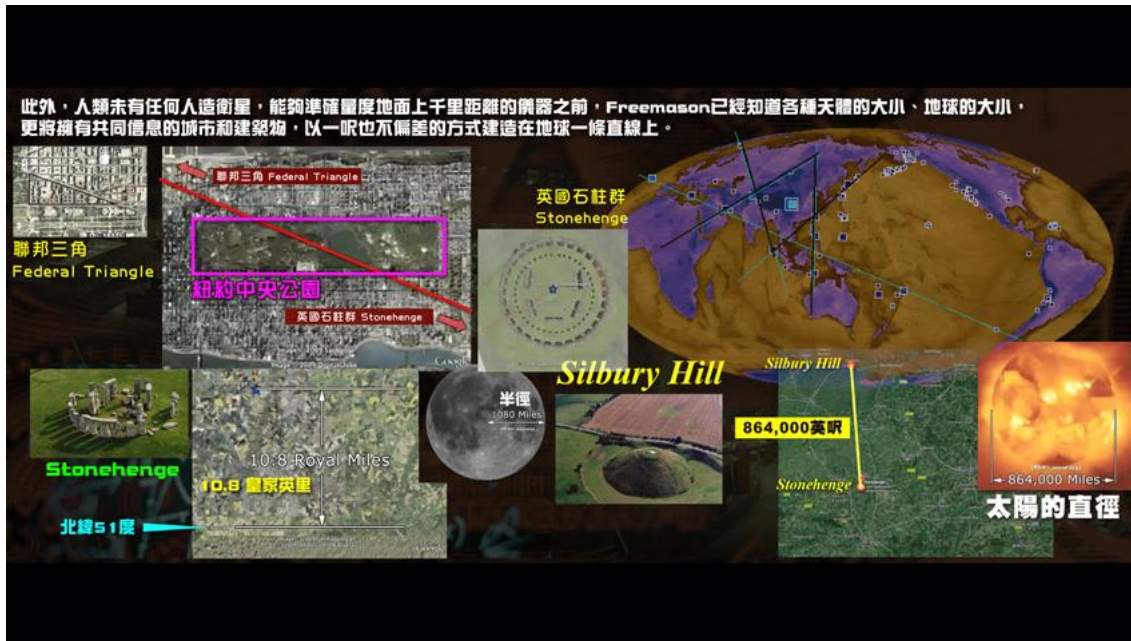 此外，人類未有任何人造衛星，能夠準確量度地面上千里距離的儀器之前，Freemason已經知道各種天體的大小、地球的大小，
更將擁有共同信息的城市和建築物，以一呎也不偏差的方式建造在地球一條直線上。
聯邦三角 Federal Triangle
聯邦三角
Federal Triangle
紐約中央公園
英國石柱群 Stonehenge
Google
英國石柱群
Stonehenge
Stonehenge
10.8 Royal Miles
10.8 皇家英里
北緯51度
半徑
1080 Miles
Silbury Hill
Silbury Hill
864,000英呎
Stonehenge
864,000 Miles
太陽的直徑